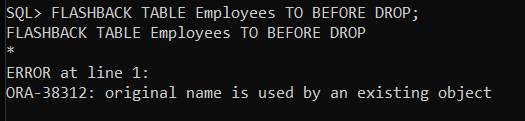 SQL> FLASHBACK TABLE Employees TO BEFORE DROP;
FLASHBACK TABLE Employees TO BEFORE DROP
*
ERROR at line 1:
ORA-38312: original name is used by an existing object